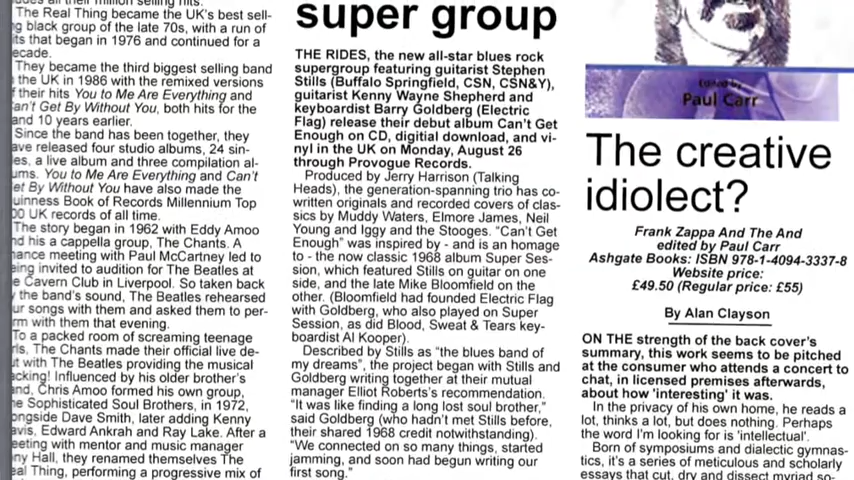 The Real Thing became the UK's best sell-
black group of the late 70s, with a run of
that began in 1976 and continued for a
They became the third biggest selling band
the UK in 1986 with the remixed versions
their hits You to Me Are Everything and
Can't Get By Without You, both hits for the
and 10 years earlier.
Since the band has been together, they
have released four studio albums, 24 sin-
a live album and three compilation al-
You to Me Are Everything and Can't
By Without You have also made the
Guinness Book of Records Millennium Top
UK records of all time.
The story began in 1962 with Eddy Amoo
his a cappella group, The Chants. A
meeting with Paul McCartney led to
being invited to audition for The Beatles at
Cavern Club in Liverpool. So taken back
the band's sound, The Beatles rehearsed
songs with them and asked them to per-
with them that evening.
To a packed room of screaming teenage
The Chants made their official live de-
with The Beatles providing the musical
Influenced by his older brother's
Chris Amoo formed his own group,
Sophisticated Soul Brothers, in 1972,
alongside Dave Smith, later adding Kenny
Davis, Edward Ankrah and Ray Lake. After a
meeting with mentor and music manager
Hall, they renamed themselves The
Real Thing, performing a progressive mix of
super group
THE RIDES, the new all-star blues rock
supergroup featuring guitarist Stephen
Stills (Buffalo Springfield, CSN, CSN&Y),
guitarist Kenny Wayne Shepherd and
keyboardist Barry Goldberg (Electric
Flag) release their debut album Can't Get
Enough on CD, digitial download, and vi-
nyl in the UK on Monday, August 26
through Provogue Records.
Produced by Jerry Harrison (Talking
Heads), the generation-spanning trio has co-
written originals and recorded covers of clas-
sics by Muddy Waters, Elmore James, Neil
Young and Iggy and the Stooges. “Can't Get
Enough” was inspired by - and is an homage
to - the now classic 1968 album Super Ses-
sion, which featured Stills on guitar on one
side, and the late Mike Bloomfield on the
other. (Bloomfield had founded Electric Flag
with Goldberg, who also played on Super
Session, as did Blood, Sweat & Tears key-
boardist Al Kooper).
Described by Stills as “the blues band of
my dreams”, the project began with Stills and
Goldberg writing together at their mutual
manager Elliot Roberts's recommendation.
“It was like finding a long lost soul brother,”
said Goldberg (who hadn't met Stills before,
their shared 1968 credit notwithstanding).
“We connected on so many things, started
jamming, and soon had begun writing our
first song.”
edited by
Paul Carr
The creative
idiolect?
Frank Zappa And The And
edited by Paul Carr
Ashgate Books: ISBN 978-1-4094-3337-8
Website price:
£49.50 (Regular price: £55)
By Alan Clayson
ON THE strength of the back cover's
summary, this work seems to be pitched
at the consumer who attends a concert to
chat, in licensed premises afterwards,
about how 'interesting' it was.
In the privacy of his own home, he reads a
lot, thinks a lot, but does nothing. Perhaps
the word I'm looking for is 'intellectual'.
Born of symposiums and dialectic gymnas-
tics, it's a series of meticulous and scholarly
essays that cut, dry and dissect myriad so-